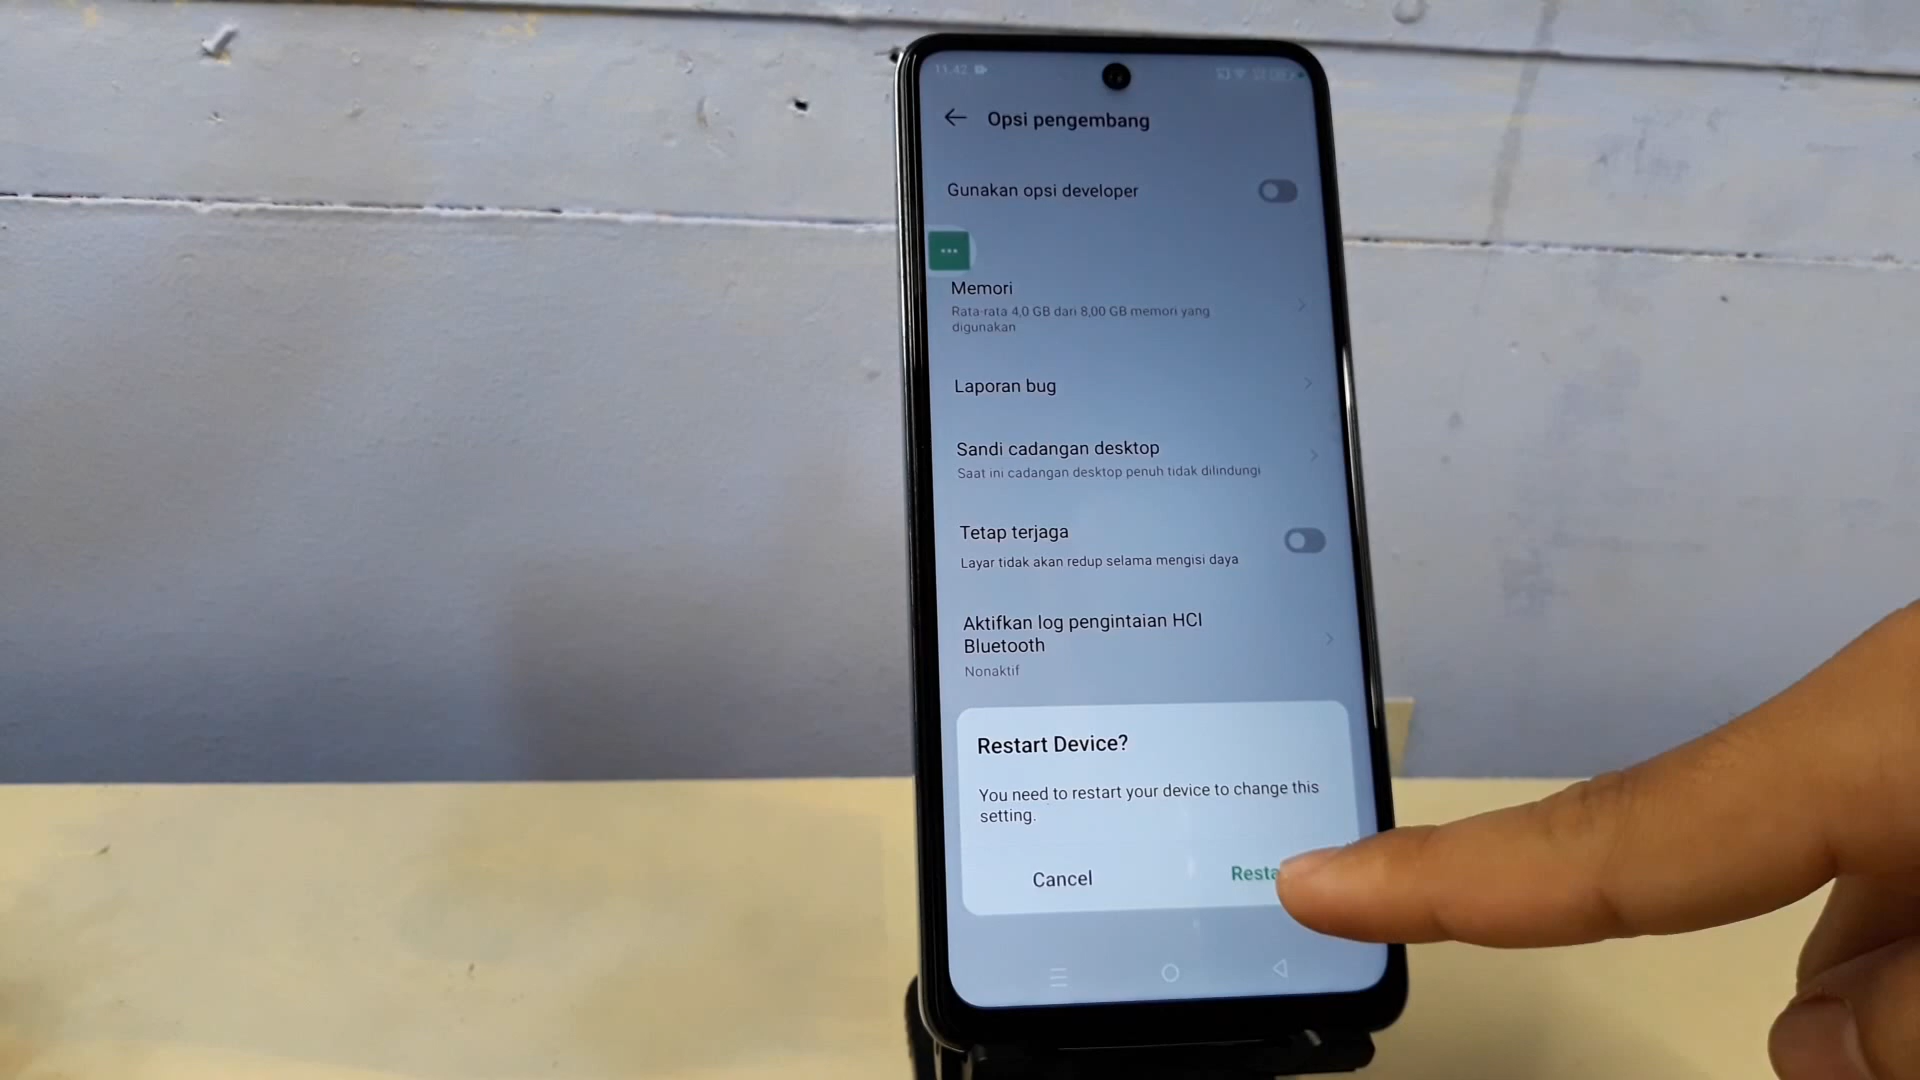 11.42
Opsi pengembang
Gunakan opsi developer
Memori
Rata-rata 4,0 GB dari 8,00 GB memori yang
digunakan
Laporan bug
Sandi cadangan desktop
Saat ini cadangan desktop penuh tidak dilindungi
Tetap terjaga
Layar tidak akan redup selama mengisi daya
Aktifkan log pengintaian HCI
Bluetooth
Nonaktif
Restart Device?
You need to restart your device to change this
setting.
Cancel
Resta